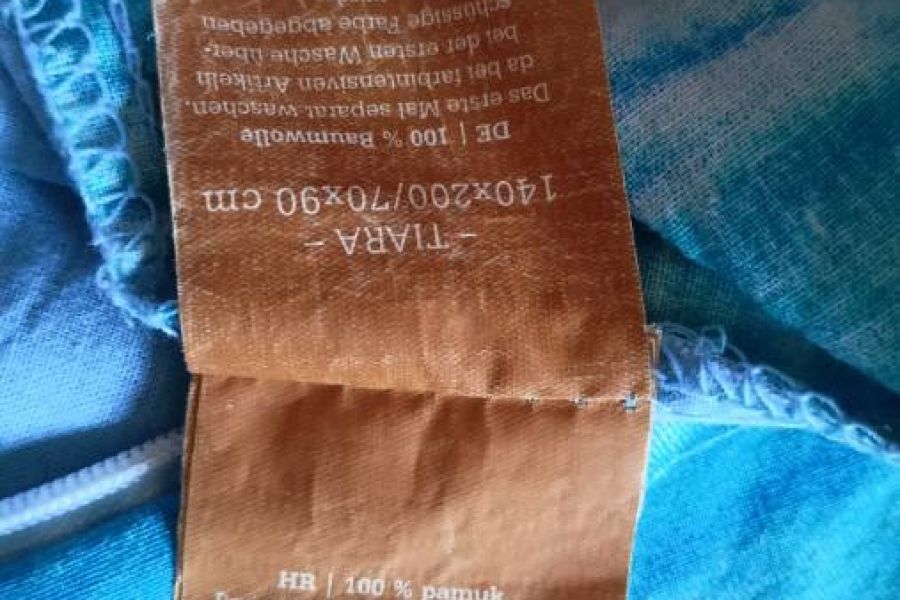 – TIARA –
140x200/70x90 cm
DE | 100 % Baumwolle
Das erste Mal separat waschen,
da bei farbintensiven Artikeln
bei der ersten Wäsche über-
schüssige Farbe abgegeben
HR | 100 % pamuk